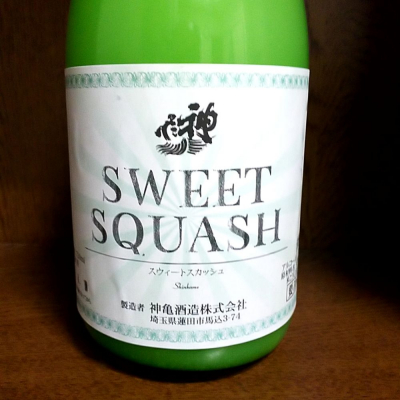 神亀
SWEET
SQUASH
スウィートスカッシュ
Shinkame
製造者 神亀酒造株式会社
埼玉県蓮田市馬込3-74